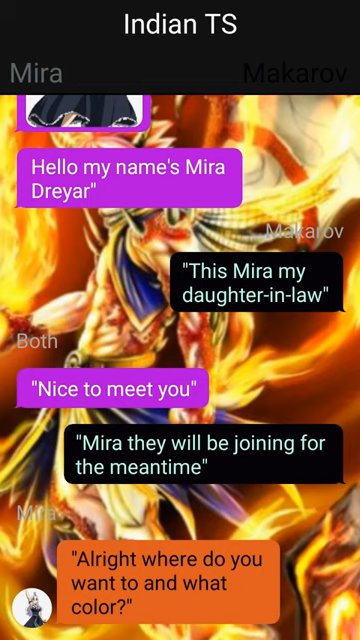 Indian TS
Mira
Makarov
Hello my name's Mira
Dreyar"
Makarov
"This Mira my
daughter-in-law"
Both
"Nice to meet you"
"Mira they will be joining for
the meantime"
Mira
"Alright where do you
want to and what
color?"